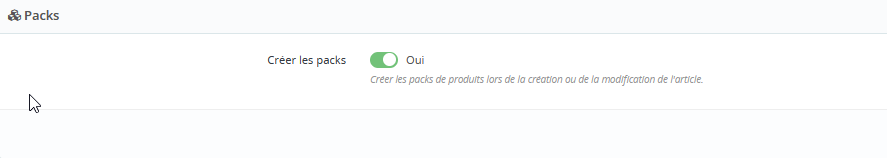 Packs
Créer les packs Oui
Créer les packs de produits lors de la création ou de la modification de l'article.